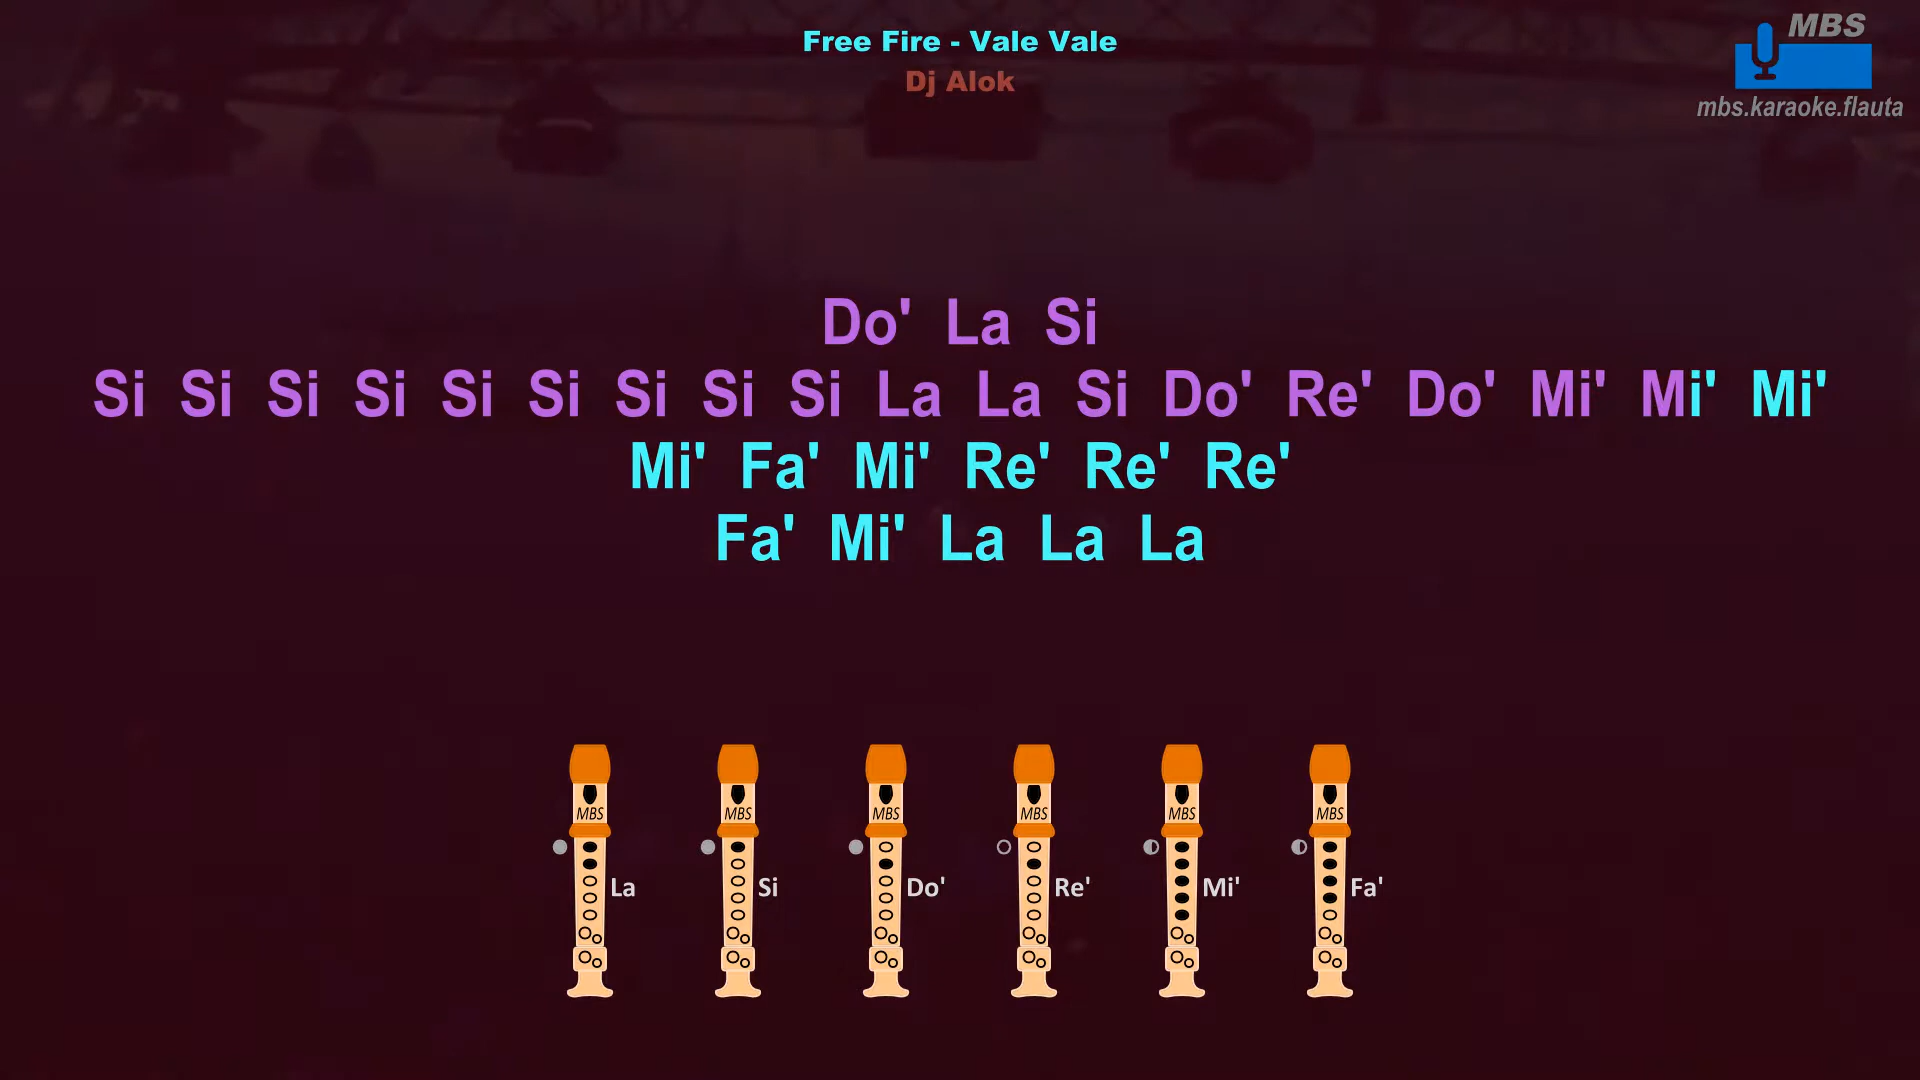 Free Fire - Vale Vale
Dj Alok
MBS
mbs.karaoke.flauta
Do' La Si
Si Si Si Si Si Si Si Si Si La La Si Do' Re' Do' Mi' Mi' Mi'
Mi' Fa' Mi' Re' Re' Re'
Fa' Mi' La La La
MBS MBS MBS MBS MBS MBS
La Si Do' Re' Mi' Fa'